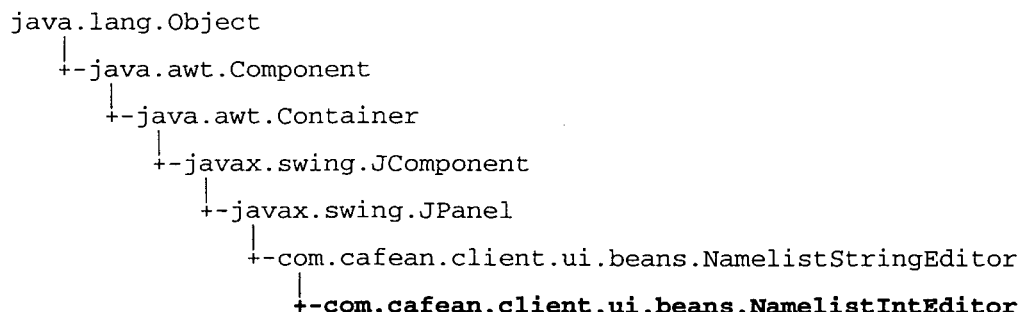 java.lang.Object
|
+-java.awt.Component
|
+-java.awt.Container
|
+-javax.swing.JComponent
|
+-javax.swing.JPanel
|
+-com.cafean.client.ui.beans.NamelistStringEditor
|
+-com.cafean.client.ui.beans.NamelistIntEditor